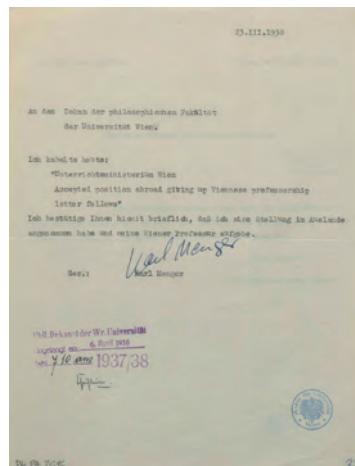 23.III.1938
An den Dekan der philosophischen Fakultät
der Universität Wien.
Ich kabelte heute:
"Unterrichtsministerium Wien
Accepted position abroad giving up Viennese professorship
letter follows"
Ich bestätige Ihnen hiemit brieflich, daß ich eine Stellung im Auslande
angenommen habe und meine Wiener Professur aufgebe.
Karl Menger
Gez.: Karl Menger
Phil. Dekanat der Wr. Universität
eingelangt am 6. April 1938
710 1937/38